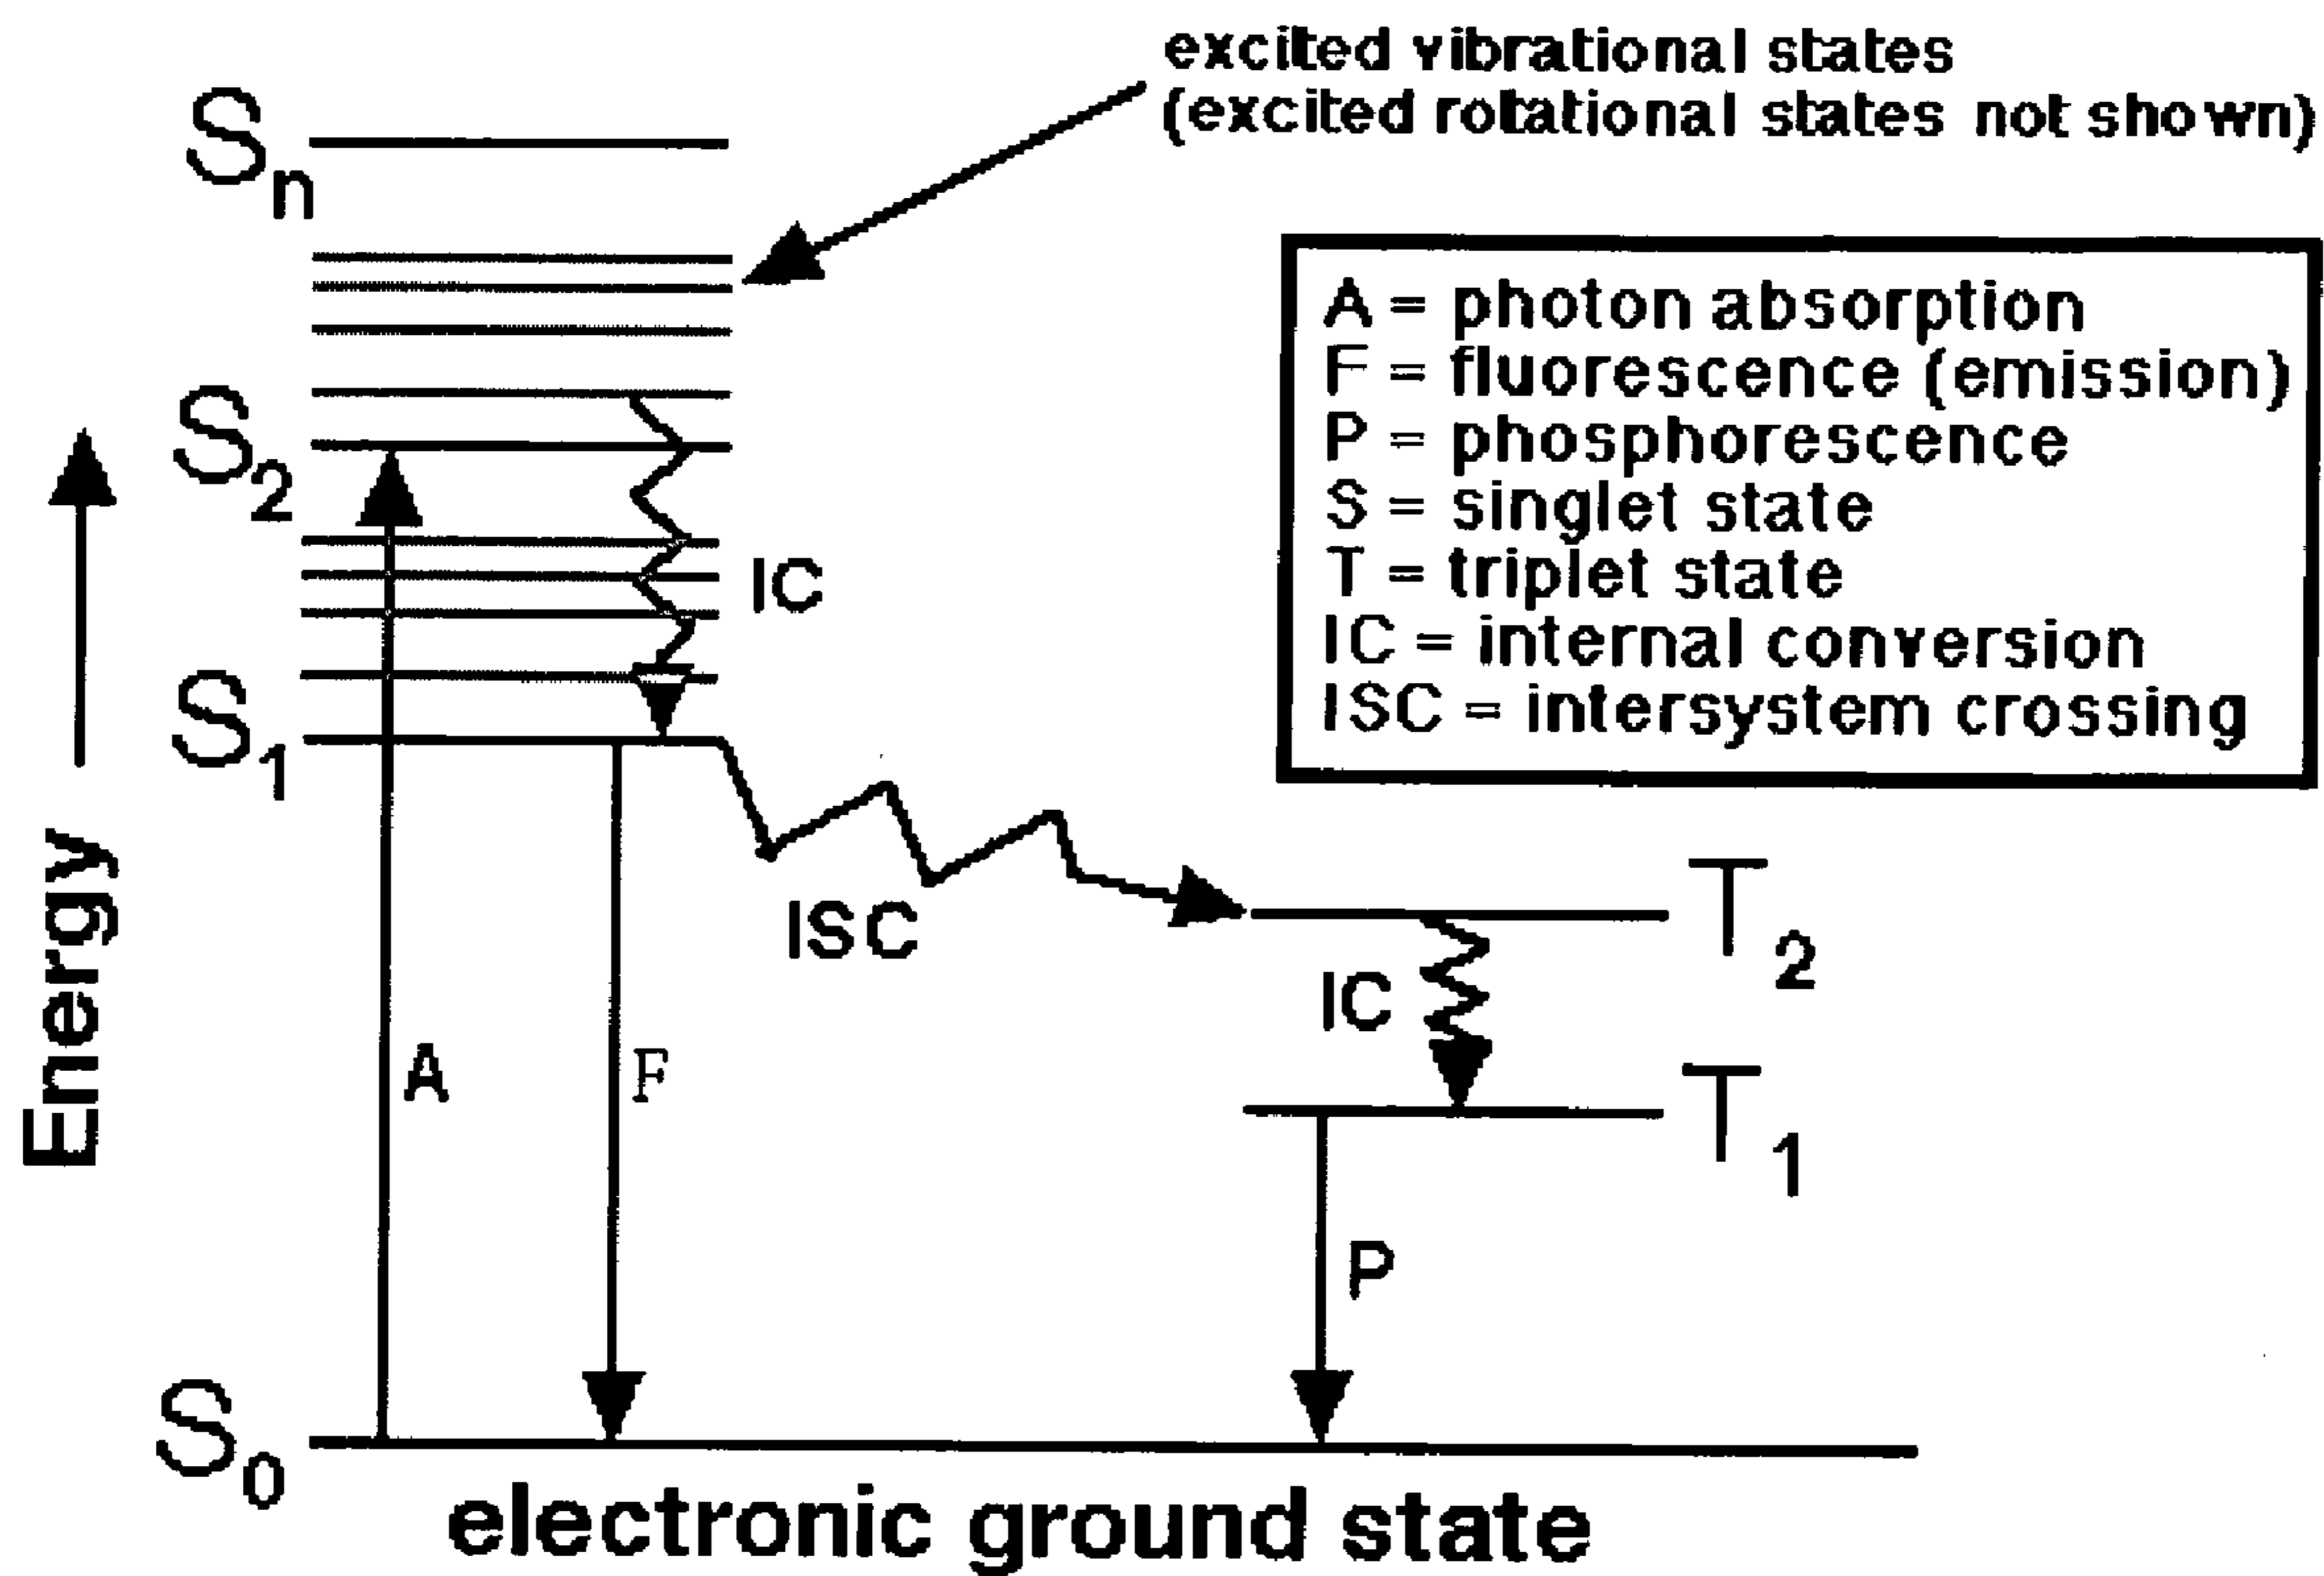 excited vibrational states
(excited rotational states not shown)
Sn
A = photon absorption
F = fluorescence (emission)
P = phosphorescence
S = singlet state
T = triplet state
IC = internal conversion
ISC = intersystem crossing
S2
IC
S1
Energy
ISC
T2
IC
A
F
T1
P
S0
electronic ground state